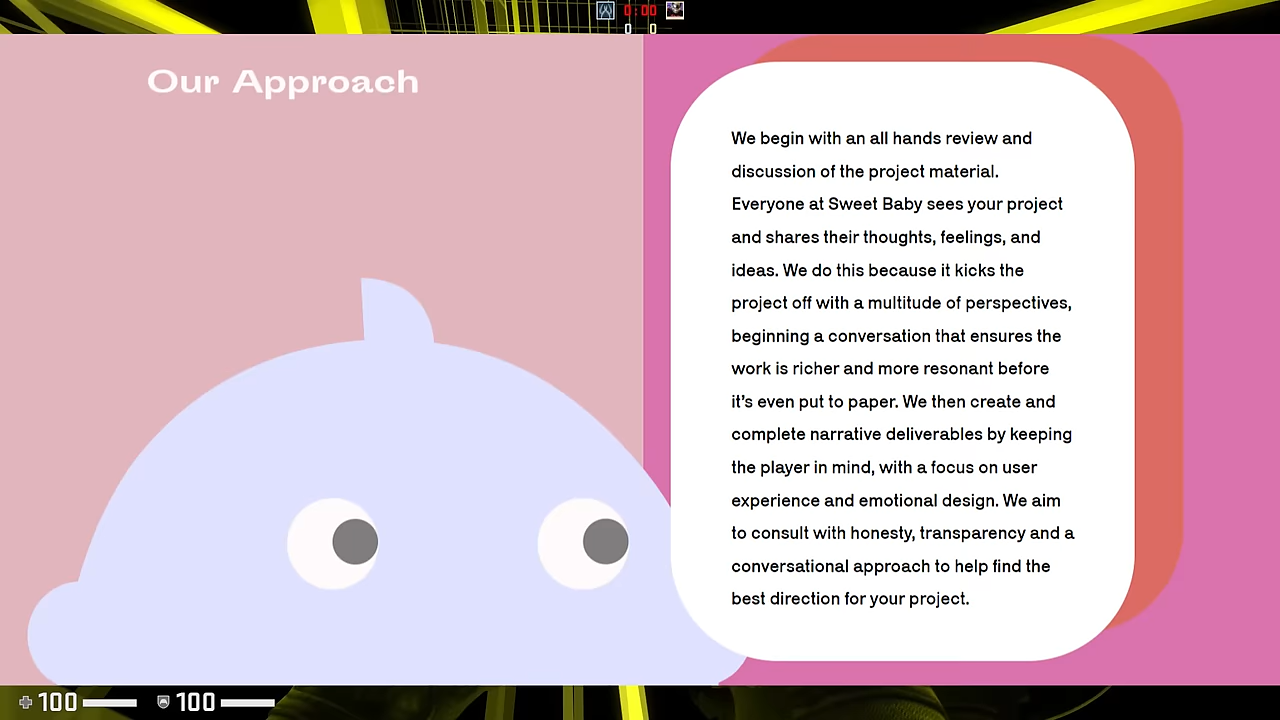 0:00
0 0
Our Approach
We begin with an all hands review and
discussion of the project material.
Everyone at Sweet Baby sees your project
and shares their thoughts, feelings, and
ideas. We do this because it kicks the
project off with a multitude of perspectives,
beginning a conversation that ensures the
work is richer and more resonant before
it’s even put to paper. We then create and
complete narrative deliverables by keeping
the player in mind, with a focus on user
experience and emotional design. We aim
to consult with honesty, transparency and a
conversational approach to help find the
best direction for your project.
100 100